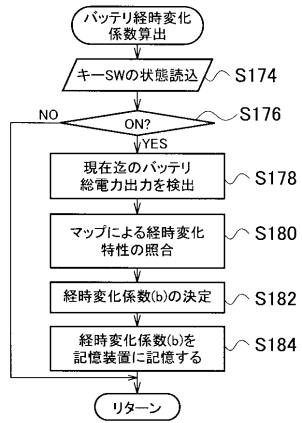 バッテリ経時変化
係数算出
キーSWの状態読込
S174
ON?
S176
NO
YES
現在迄のバッテリ
総電力出力を検出
S178
マップによる経時変化
特性の照合
S180
経時変化係数(b)の決定
S182
経時変化係数(b)を
記憶装置に記憶する
S184
リターン